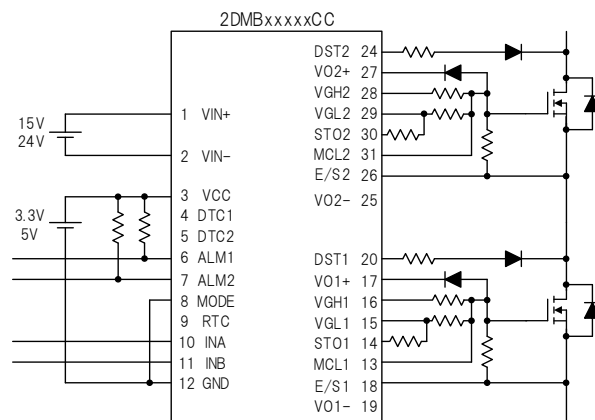 2DMBxxxxxCC
15V
24V
3.3V
5V
1 VIN+
2 VIN-
3 VCC
4 DTC1
5 DTC2
6 ALM1
7 ALM2
8 MODE
9 RTC
10 INA
11 INB
12 GND
DST2 24
VO2+ 27
VGH2 28
VGL2 29
STO2 30
MCL2 31
E/S2 26
VO2- 25
DST1 20
VO1+ 17
VGH1 16
VGL1 15
STO1 14
MCL1 13
E/S1 18
VO1- 19